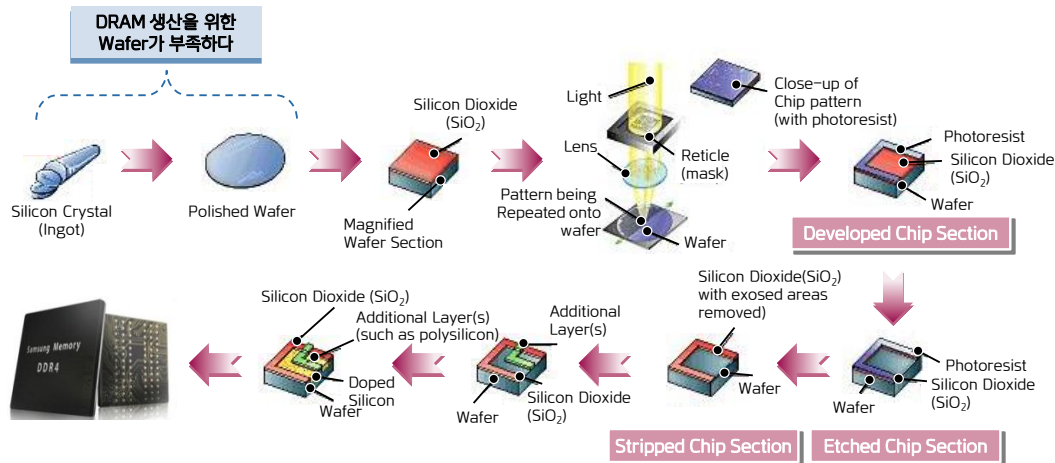 DRAM 생산을 위한
Wafer가 부족하다
Silicon Crystal
(Ingot)
Polished Wafer
Silicon Dioxide
(SiO₂)
Magnified
Wafer Section
Light
Lens
Pattern being
Repeated onto
wafer
Reticle
(mask)
Wafer
Close-up of
Chip pattern
(with photoresist)
Photoresist
Silicon Dioxide
(SiO₂)
Wafer
Developed Chip Section
Photoresist
Silicon Dioxide
(SiO₂)
Wafer
Etched Chip Section
Silicon Dioxide(SiO₂)
with exosed areas
removed)
Wafer
Stripped Chip Section
Additional
Layer(s)
Silicon Dioxide
(SiO₂)
Wafer
Silicon Dioxide (SiO₂)
Additional Layer(s)
(such as polysilicon)
Doped
Silicon
Wafer
Samsung Memory
DDR4